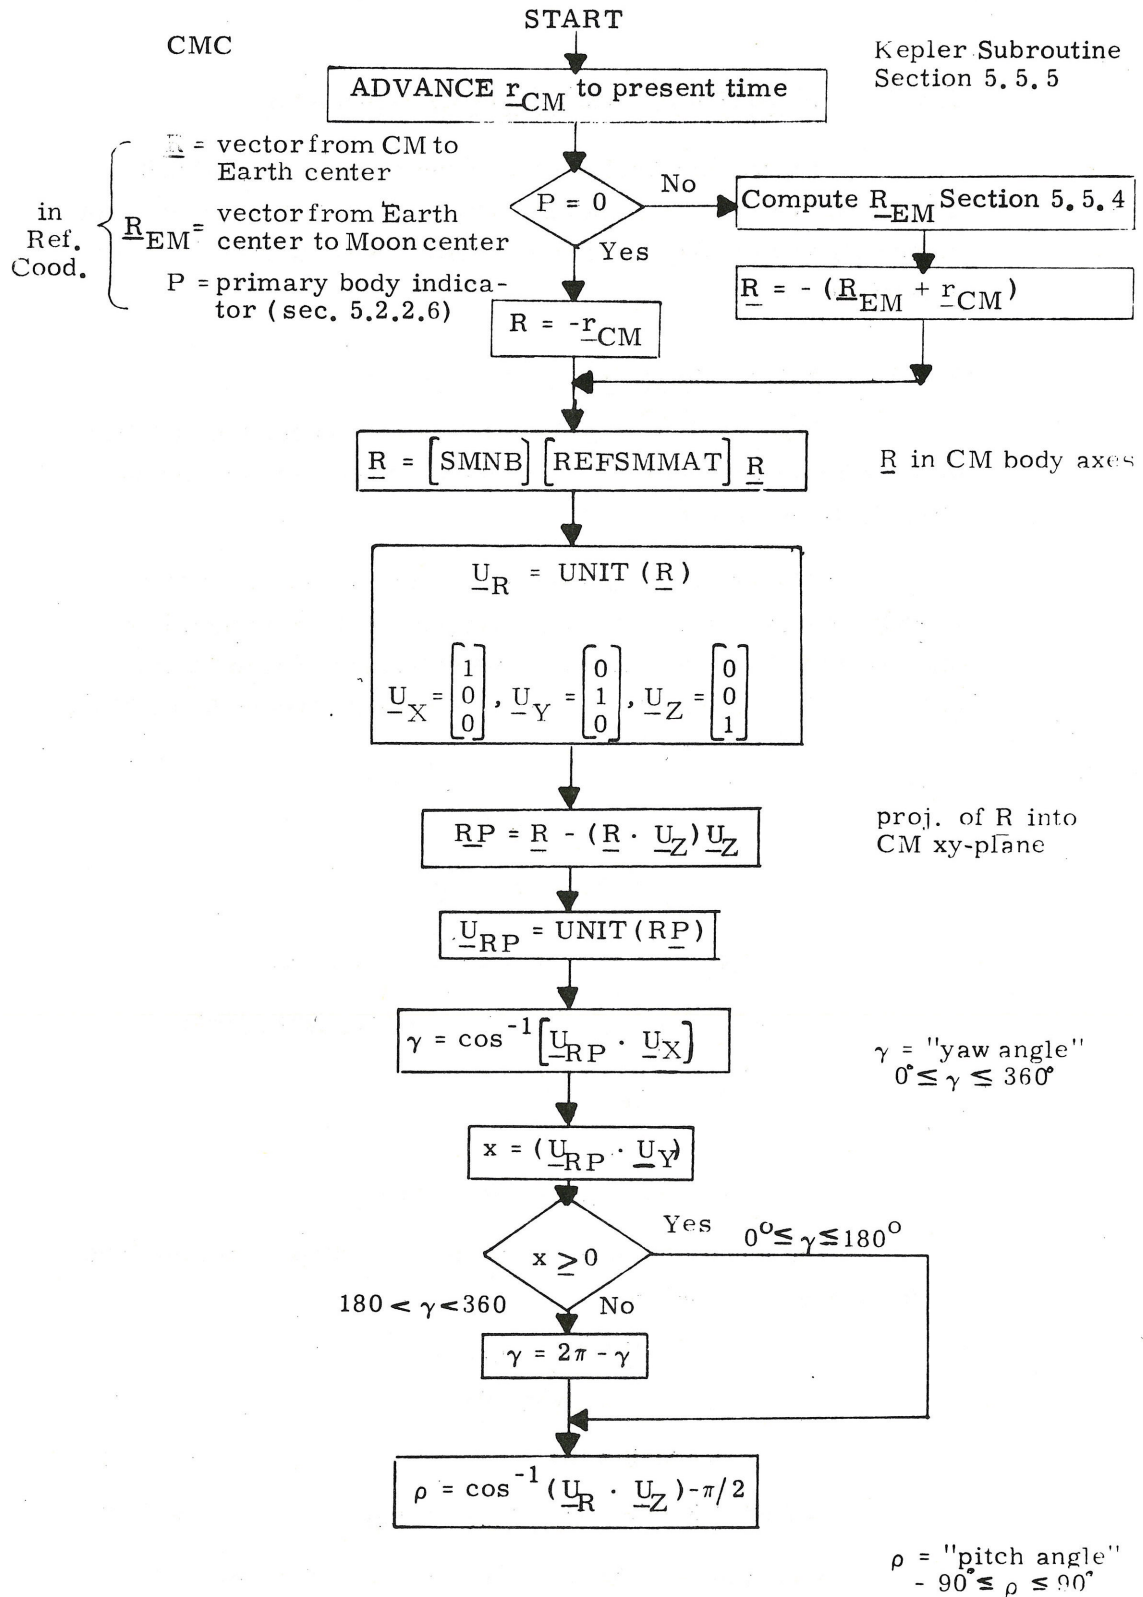 START
CMC
Kepler Subroutine
Section 5.5.5
ADVANCE r_CM to present time
R = vector from CM to
Earth center
in
Ref.
Cood.
R_EM = vector from Earth
center to Moon center
P = primary body indica-
tor (sec. 5.2.2.6)
P = 0
No
Yes
Compute R_EM Section 5.5.4
R = - (R_EM + r_CM)
R = -r_CM
R = [SMNB] [REFSMMAT] R
R in CM body axes
U_R = UNIT (R)
U_X = [1 0 0], U_Y = [0 1 0], U_Z = [0 0 1]
RP = R - (R · U_Z) U_Z
proj. of R into
CM xy-plane
U_RP = UNIT (RP)
γ = cos^-1 [U_RP · U_X]
γ = "yaw angle"
0° ≤ γ ≤ 360°
x = (U_RP · U_Y)
x ≥ 0
Yes
0° ≤ γ ≤ 180°
180 < γ < 360
No
γ = 2π - γ
ρ = cos^-1 (U_R · U_Z) - π/2
ρ = "pitch angle"
- 90° ≤ ρ ≤ 90°